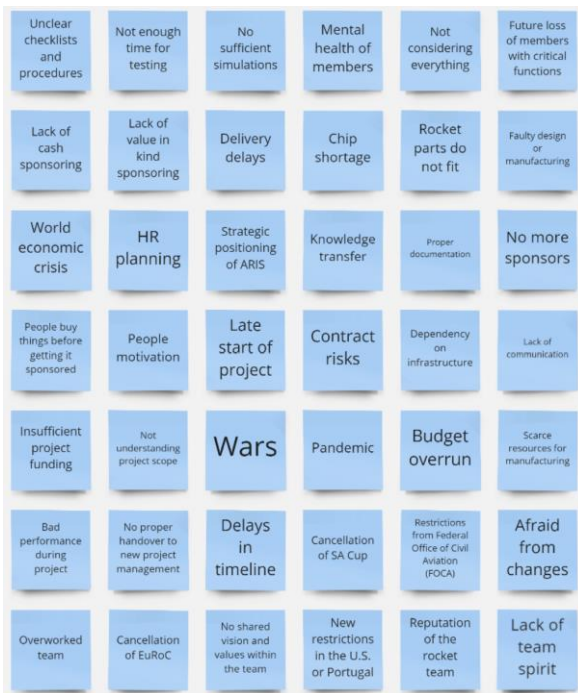 Unclear
checklists
and
procedures
Not enough
time for
testing
No
sufficient
simulations
Mental
health of
members
Not
considering
everything
Future loss
of members
with critical
functions
Lack of
cash
sponsoring
Lack of
value in
kind
sponsoring
Delivery
delays
Chip
shortage
Rocket
parts do
not fit
Faulty design
or
manufacturing
World
economic
crisis
HR
planning
Strategic
positioning
of ARIS
Knowledge
transfer
Proper
documentation
No more
sponsors
People buy
things before
getting it
sponsored
People
motivation
Late
start of
project
Contract
risks
Dependency
on
infrastructure
Lack of
communication
Insufficient
project
funding
Not
understanding
project scope
Wars
Pandemic
Budget
overrun
Scarce
resources for
manufacturing
Bad
performance
during
project
No proper
handover to
new project
management
Delays
in
timeline
Cancellation
of SA Cup
Restrictions
from Federal
Office of Civil
Aviation
(FOCA)
Afraid
from
changes
Overworked
team
Cancellation
of EuRoC
No shared
vision and
values within
the team
New
restrictions
in the U.S.
or Portugal
Reputation
of the
rocket
team
Lack of
team
spirit